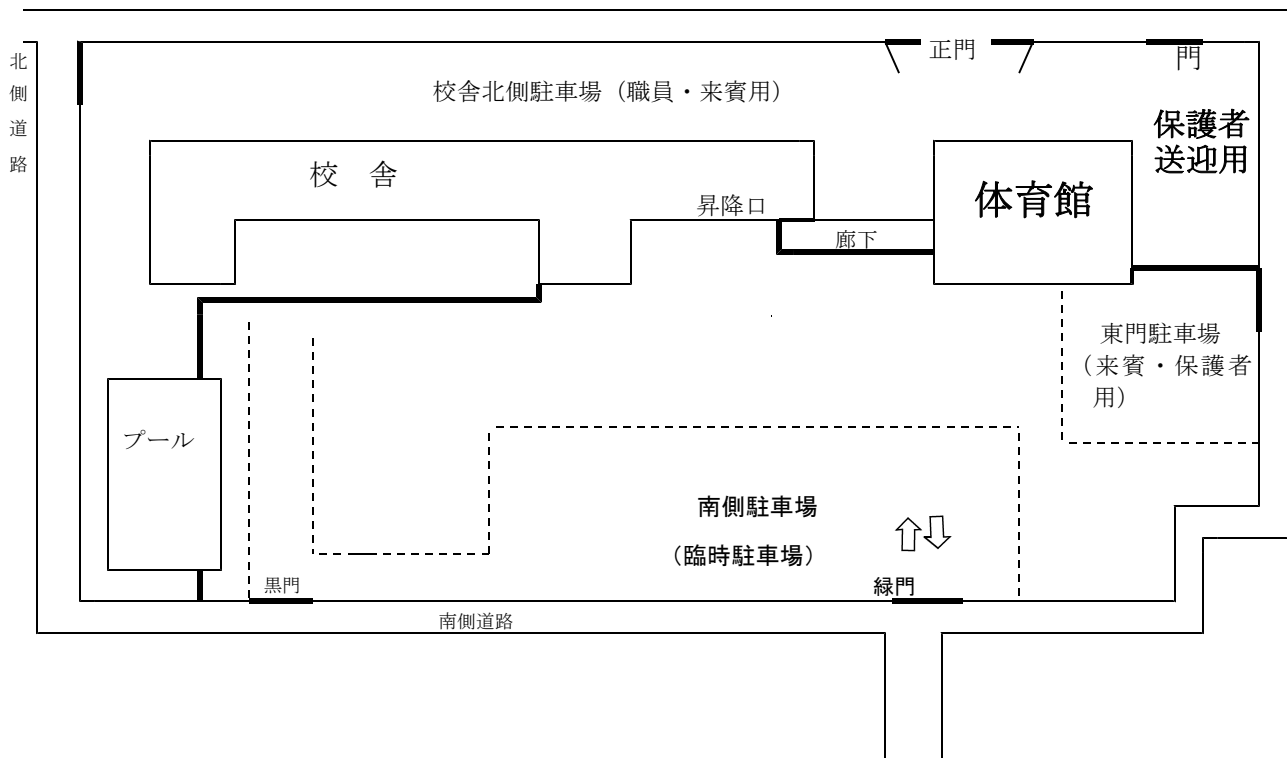 北側道路
正門
門
校舎北側駐車場（職員・来賓用）
保護者
送迎用
校　舎
体育館
昇降口
廊下
東門駐車場
（来賓・保護者
用）
プール
南側駐車場
（臨時駐車場）
黒門
緑門
南側道路